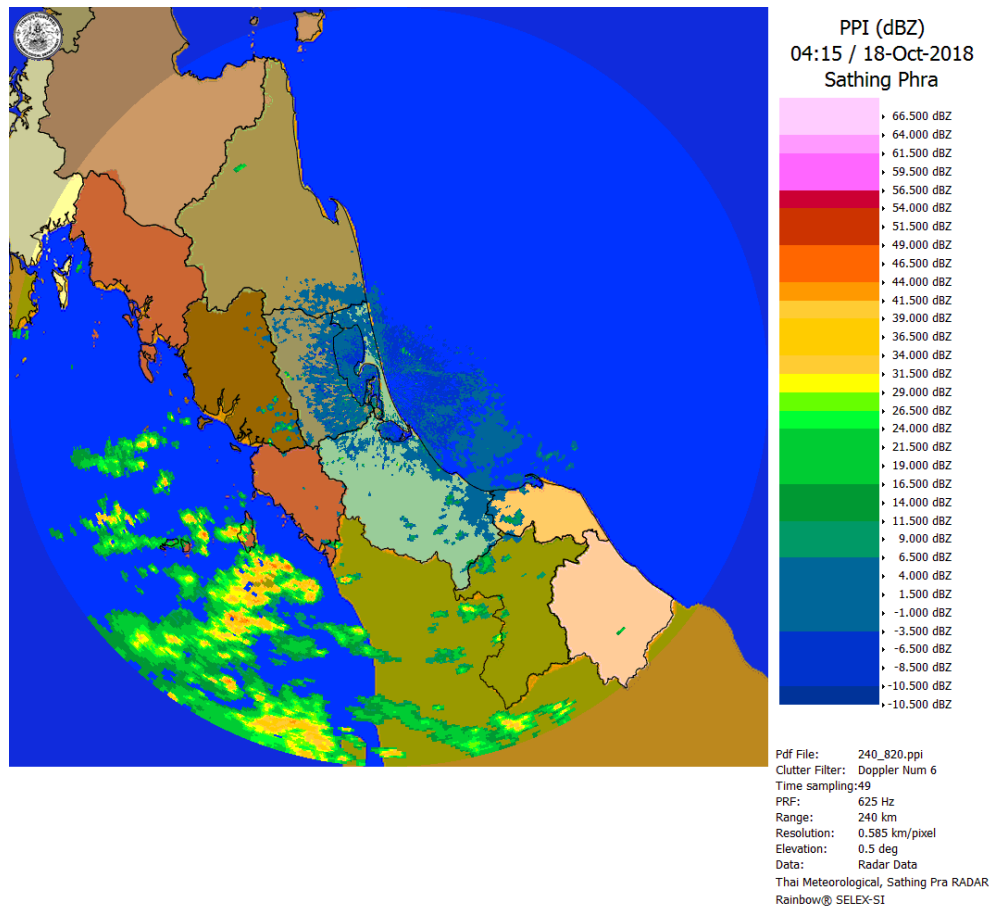 PPI (dBZ)
04:15 / 18-Oct-2018
Sathing Phra
66.500 dBZ
64.000 dBZ
61.500 dBZ
59.500 dBZ
56.500 dBZ
54.000 dBZ
51.500 dBZ
49.000 dBZ
46.500 dBZ
44.000 dBZ
41.500 dBZ
39.000 dBZ
36.500 dBZ
34.000 dBZ
31.500 dBZ
29.000 dBZ
26.500 dBZ
24.000 dBZ
21.500 dBZ
19.000 dBZ
16.500 dBZ
14.000 dBZ
11.500 dBZ
9.000 dBZ
6.500 dBZ
4.000 dBZ
1.500 dBZ
-1.000 dBZ
-3.500 dBZ
-6.500 dBZ
-8.500 dBZ
-10.500 dBZ
-10.500 dBZ
Pdf File: 240_820.ppi
Clutter Filter: Doppler Num 6
Time sampling:49
PRF: 625 Hz
Range: 240 km
Resolution: 0.585 km/pixel
Elevation: 0.5 deg
Data: Radar Data
Thai Meteorological, Sathing Pra RADAR
Rainbow® SELEX-SI